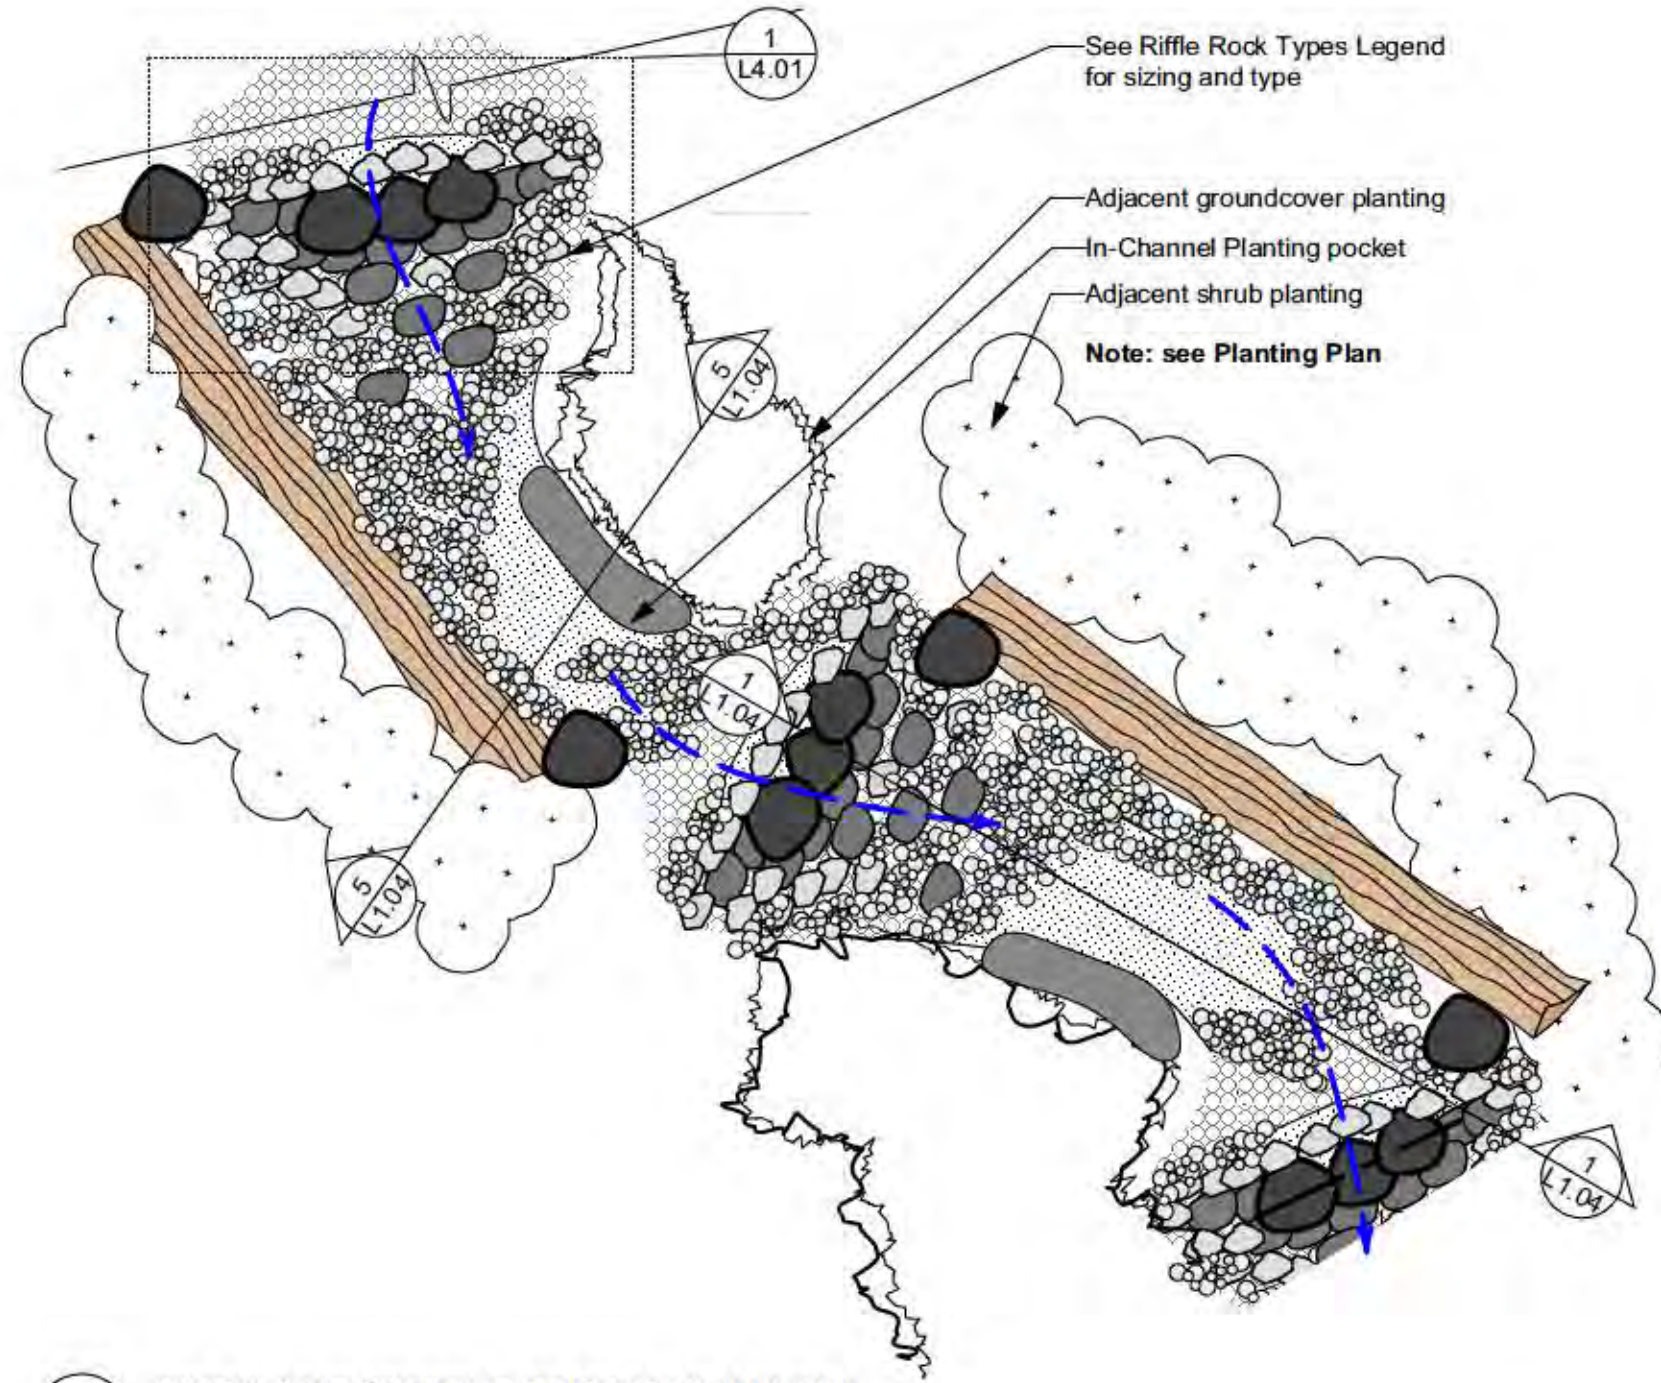 1
L4.01
See Riffle Rock Types Legend
for sizing and type
Adjacent groundcover planting
In-Channel Planting pocket
Adjacent shrub planting
Note: see Planting Plan
5
L1.04
1
L1.04
5
L1.04
1
L1.04